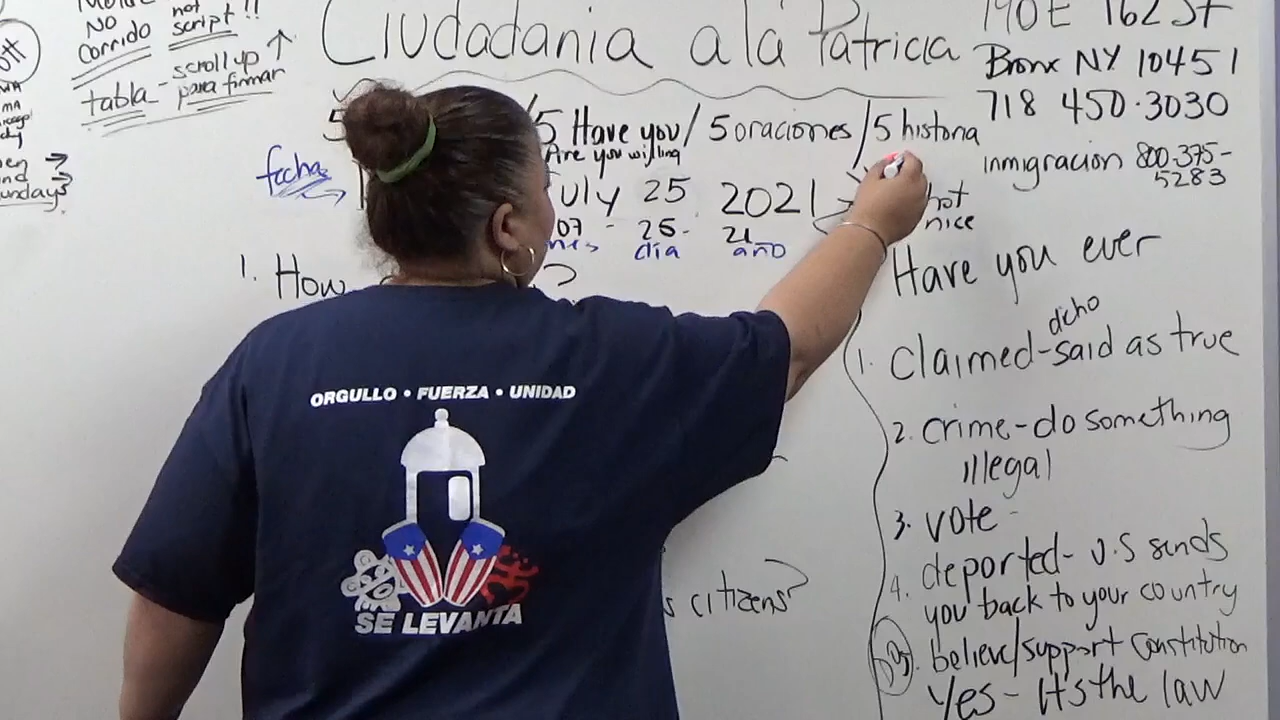 NO
Corrido
not
script !!
tabla - scroll up
para firmar
Ciudadania a la Patricia
190 E 162 St
Bronx NY 10451
718 450-3030
inmigracion 800-375-
5283
5 Have you / 5 oraciones / 5 historia
Are you willing
fecha
July 25 2021
07 - 25 - 21
mes dia año
not
nice
1. How ?
Have you ever
dicho
1. Claimed - said as true
2. crime - do something
illegal
3. vote -
4. deported - U.S sends
you back to your country
5. believe/support Constitution
Yes - It's the law
s citizens?
ORGULLO • FUERZA • UNIDAD
SE LEVANTA